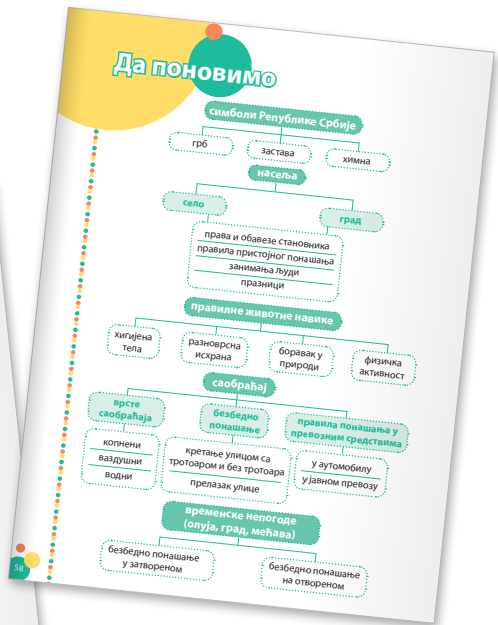 Да поновимо
симболи Републике Србије
грб
застава
химна
насеља
село
град
права и обавезе становника
правила пристојног понашања
занимања људи
празници
правилне животне навике
хигијена
тела
разноврсна
исхрана
боравак у
природи
физичка
активност
саобраћај
врсте
саобраћаја
безбедно
понашање
правила понашања у
превозним средствима
копнени
ваздушни
водни
кретање улицом са
тротоаром и без тротоара
прелазак улице
у аутомобилу
у јавном превозу
временске непогоде
(олуја, град, мећава)
безбедно понашање
у затвореном
безбедно понашање
на отвореном
58